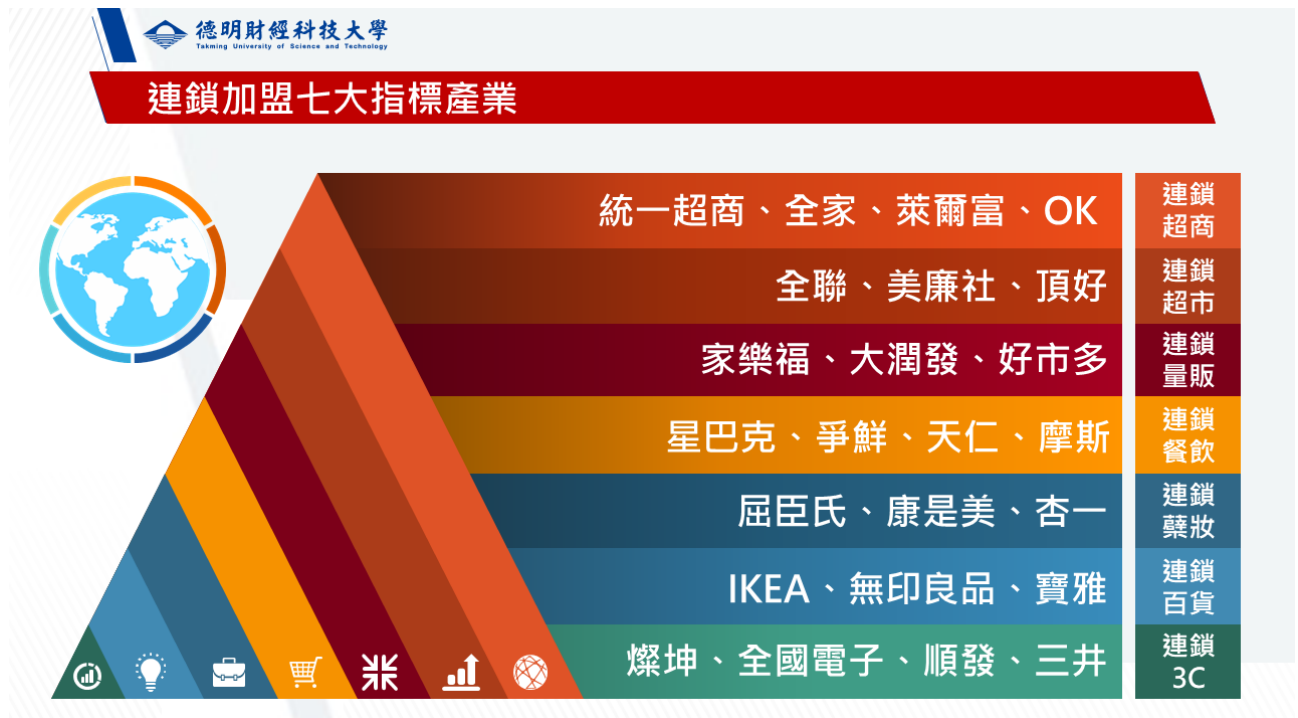 德明財經科技大學
Takming University of Science and Technology
連鎖加盟七大指標產業
統一超商、全家、萊爾富、OK
連鎖
超商
全聯、美廉社、頂好
連鎖
超市
家樂福、大潤發、好市多
連鎖
量販
星巴克、爭鮮、天仁、摩斯
連鎖
餐飲
屈臣氏、康是美、杏一
連鎖
藥妝
IKEA、無印良品、寶雅
連鎖
百貨
燦坤、全國電子、順發、三井
連鎖
3C